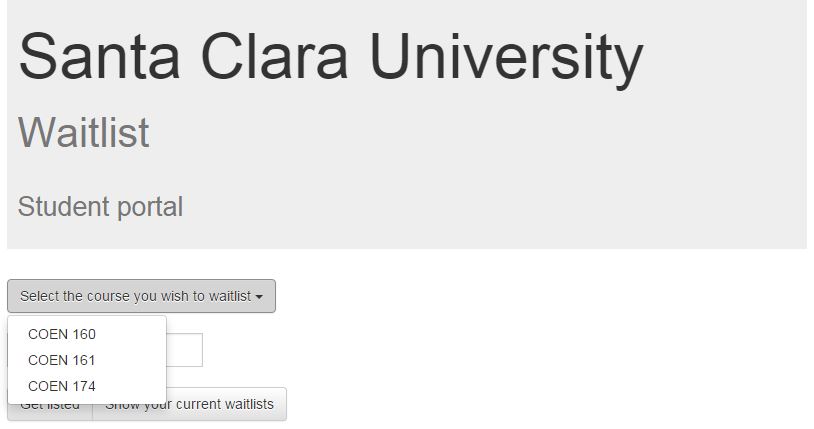 Santa Clara University
Waitlist
Student portal
Select the course you wish to waitlist
COEN 160
COEN 161
COEN 174
Get listed Show your current waitlists